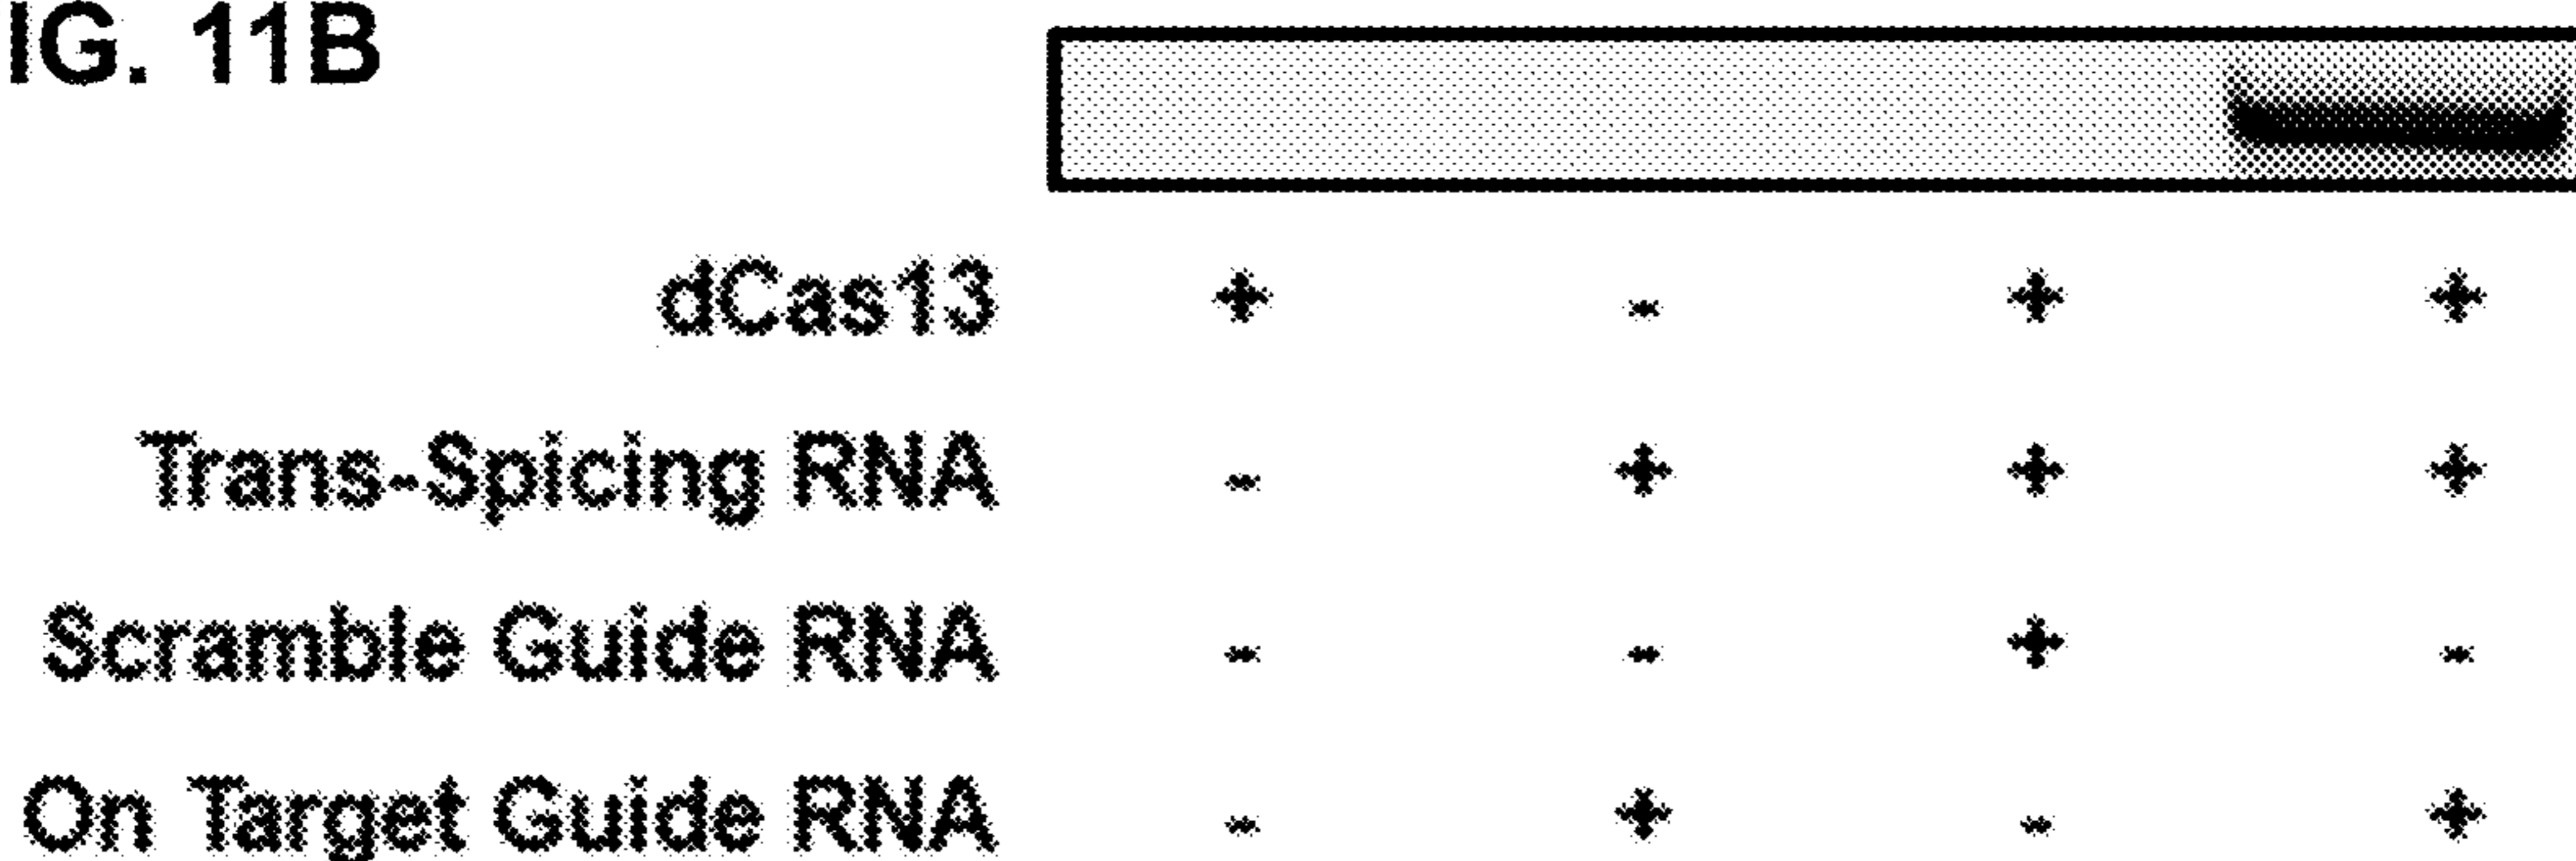 IG. 11B
dCas13 + - + +
Trans-Spicing RNA - + + +
Scramble Guide RNA - - + -
On Target Guide RNA - + - +